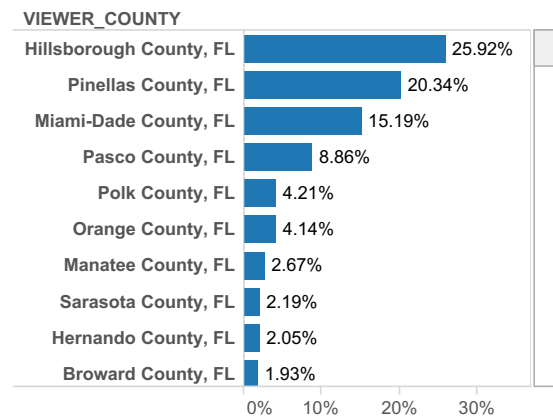 VIEWER_COUNTY
Hillsborough County, FL 25.92%
Pinellas County, FL 20.34%
Miami-Dade County, FL 15.19%
Pasco County, FL 8.86%
Polk County, FL 4.21%
Orange County, FL 4.14%
Manatee County, FL 2.67%
Sarasota County, FL 2.19%
Hernando County, FL 2.05%
Broward County, FL 1.93%
0% 10% 20% 30%